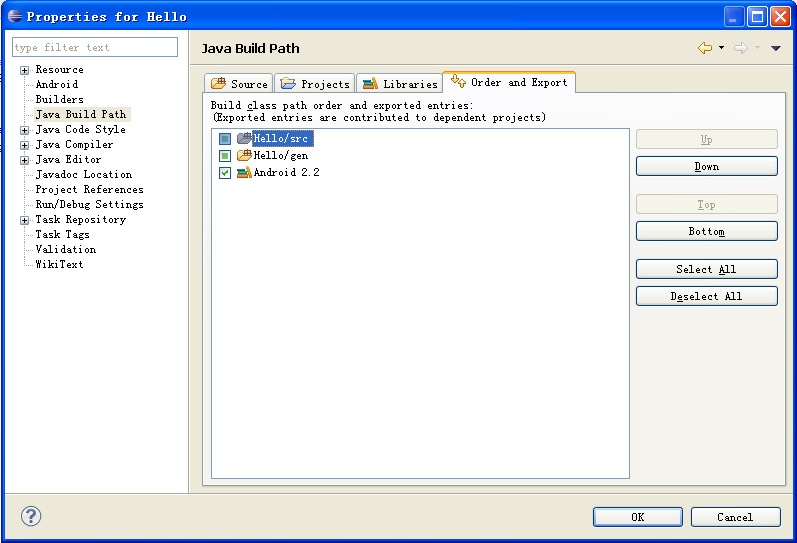 Properties for Hello
type filter text
Resource
Android
Builders
Java Build Path
Java Code Style
Java Compiler
Java Editor
Javadoc Location
Project References
Run/Debug Settings
Task Repository
Task Tags
Validation
WikiText
Java Build Path
Source
Projects
Libraries
Order and Export
Build class path order and exported entries:
(Exported entries are contributed to dependent projects)
Hello/src
Hello/gen
Android 2.2
Up
Down
Top
Bottom
Select All
Deselect All
OK
Cancel